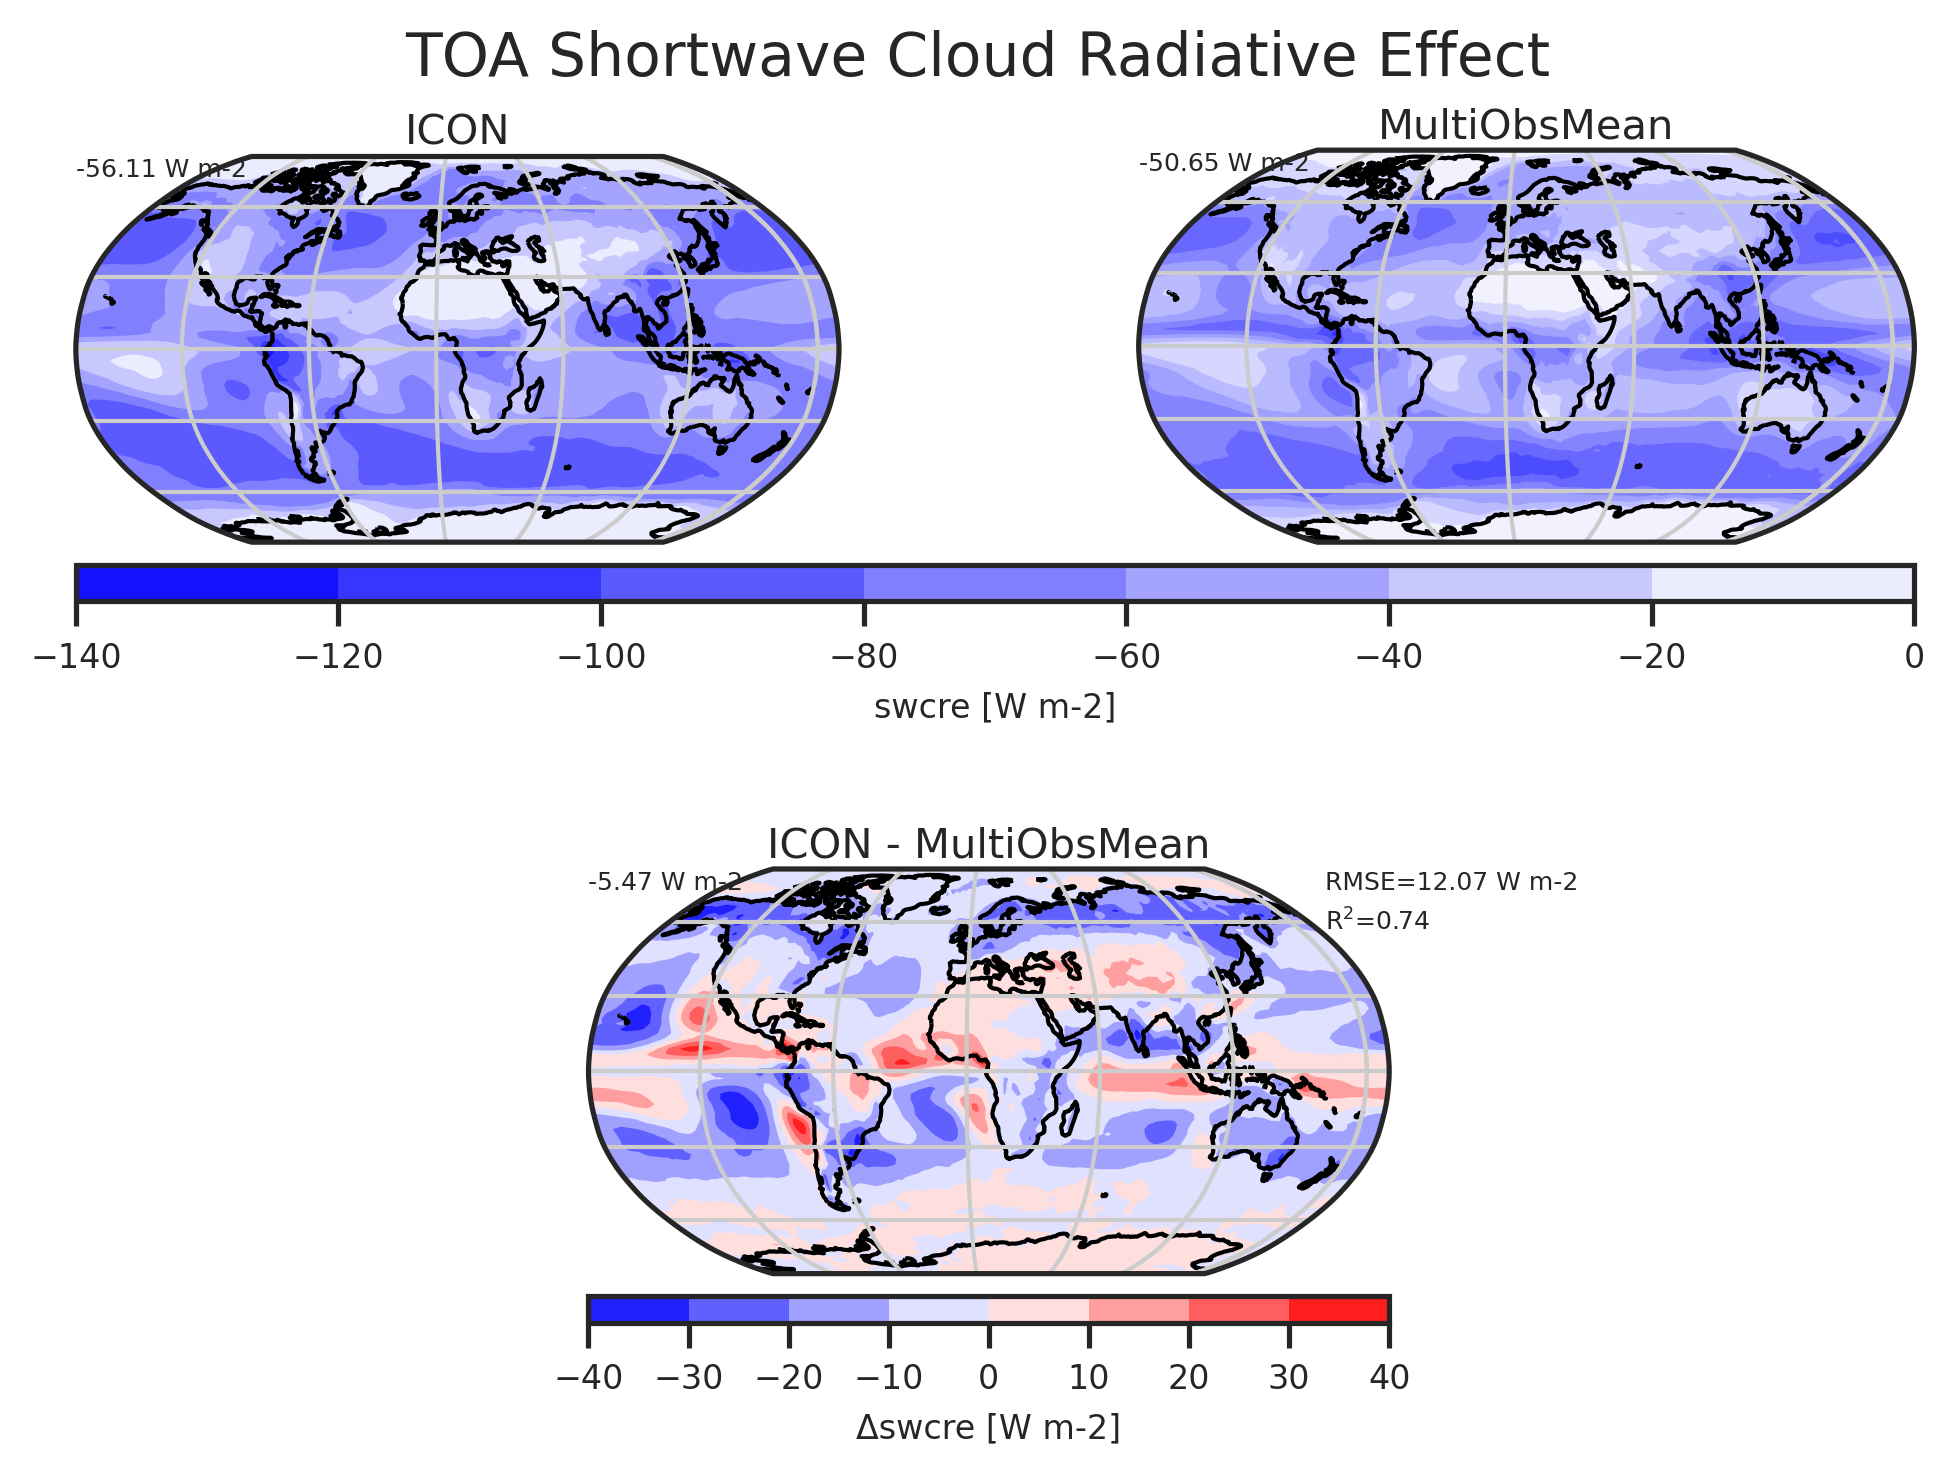 TOA Shortwave Cloud Radiative Effect
ICON
MultiObsMean
-56.11 W m-2
-50.65 W m-2
−140 −120 −100 −80 −60 −40 −20 0
swcre [W m-2]
ICON - MultiObsMean
-5.47 W m-2
RMSE=12.07 W m-2
R²=0.74
−40 −30 −20 −10 0 10 20 30 40
Δswcre [W m-2]